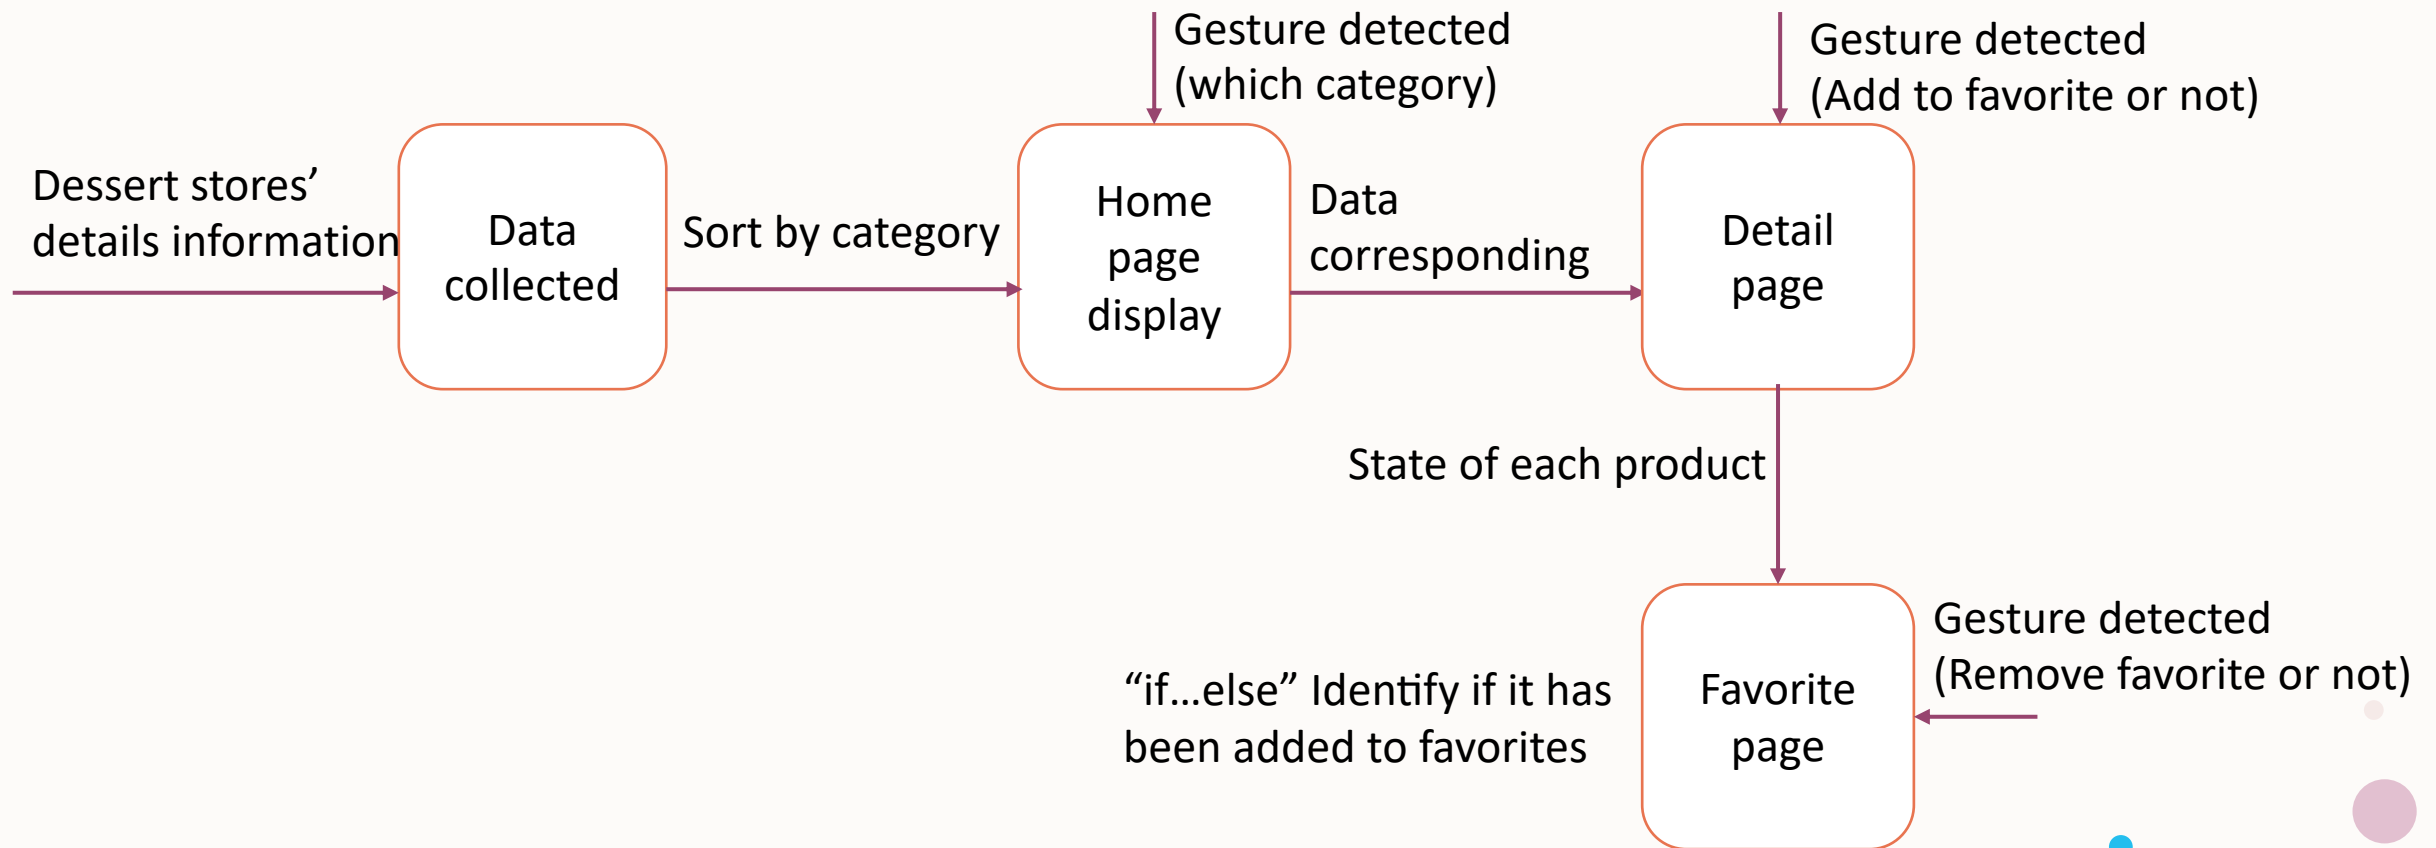 Gesture detected
(which category)
Gesture detected
(Add to favorite or not)
Dessert stores’
details information
Data
collected
Sort by category
Home
page
display
Data
corresponding
Detail
page
State of each product
“if...else” Identify if it has
been added to favorites
Favorite
page
Gesture detected
(Remove favorite or not)